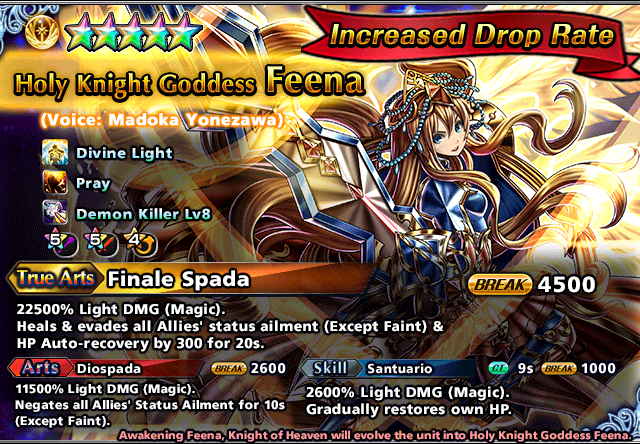 Increased Drop Rate
Holy Knight Goddess Feena
(Voice: Madoka Yonezawa)
Divine Light
Pray
Demon Killer Lv8
5 5 4
True Arts Finale Spada BREAK 4500
22500% Light DMG (Magic).
Heals & evades all Allies' status ailment (Except Faint) &
HP Auto-recovery by 300 for 20s.
Arts Diospada BREAK 2600
11500% Light DMG (Magic).
Negates all Allies' Status Ailment for 10s
(Except Faint).
Skill Santuario CT 9s BREAK 1000
2600% Light DMG (Magic).
Gradually restores own HP.
Awakening Feena, Knight of Heaven will evolve the unit into Holy Knight Goddess Feena